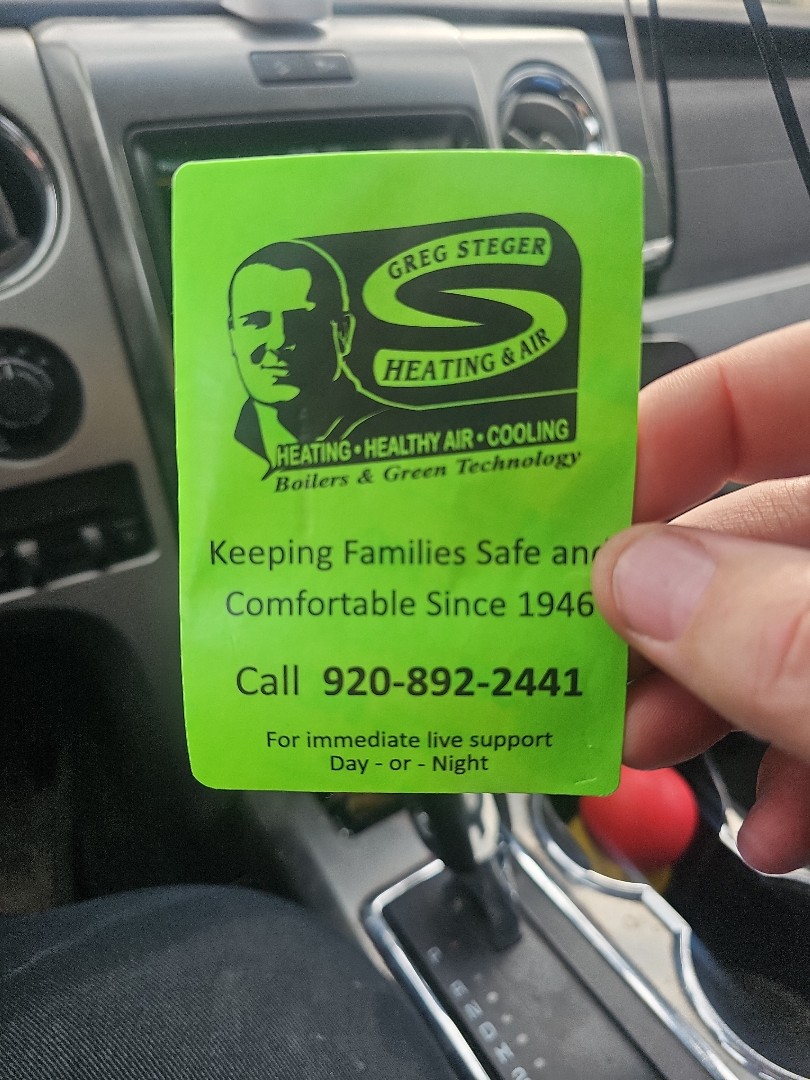 GREG STEGER
HEATING & AIR
HEATING • HEALTHY AIR • COOLING
Boilers & Green Technology
Keeping Families Safe and
Comfortable Since 1946
Call 920-892-2441
For immediate live support
Day - or - Night